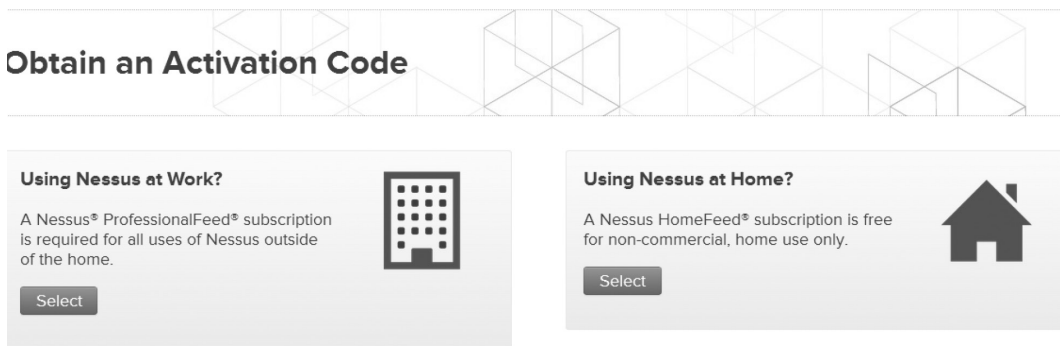 Obtain an Activation Code
Using Nessus at Work?
A Nessus® ProfessionalFeed® subscription
is required for all uses of Nessus outside
of the home.
Select
Using Nessus at Home?
A Nessus HomeFeed® subscription is free
for non-commercial, home use only.
Select